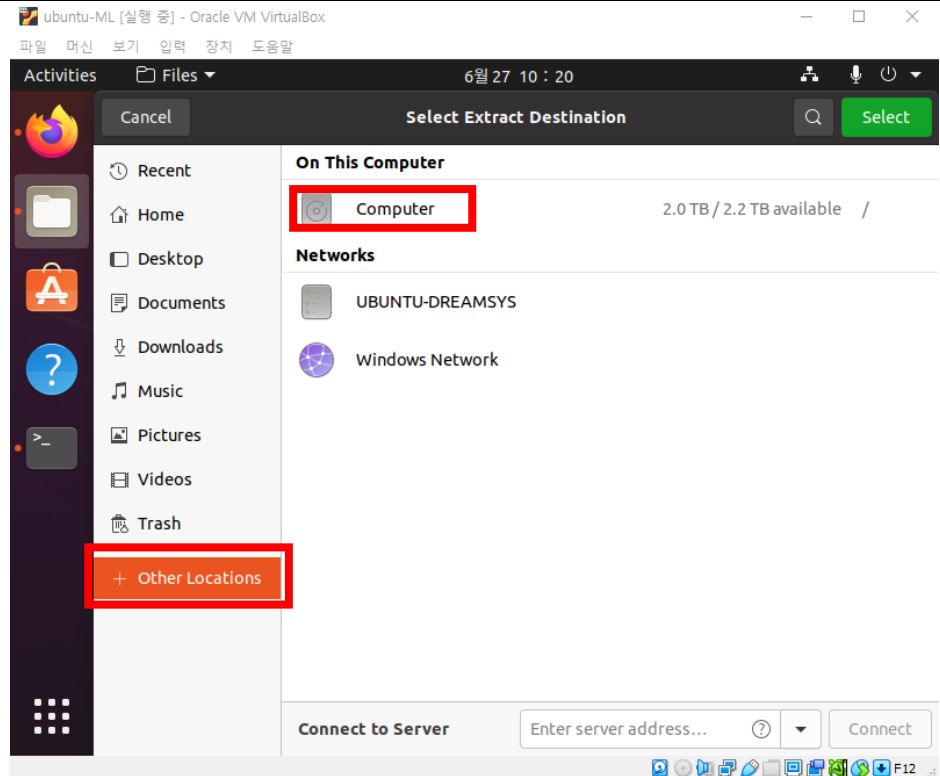 ubuntu-ML [실행 중] - Oracle VM VirtualBox
파일 머신 보기 입력 장치 도움말
Activities Files 6월 27 10 : 20
Cancel Select Extract Destination Select
Recent
Home
Desktop
Documents
Downloads
Music
Pictures
Videos
Trash
+ Other Locations
On This Computer
Computer 2.0 TB / 2.2 TB available /
Networks
UBUNTU-DREAMSYS
Windows Network
Connect to Server Enter server address... ? Connect
F12